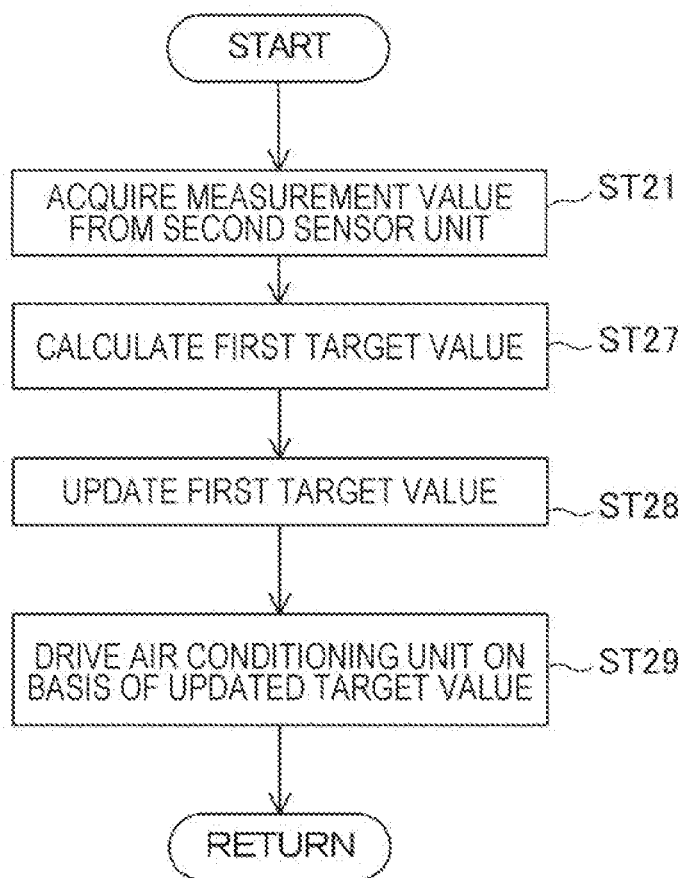 START
ACQUIRE MEASUREMENT VALUE
FROM SECOND SENSOR UNIT
ST21
CALCULATE FIRST TARGET VALUE
ST27
UPDATE FIRST TARGET VALUE
ST28
DRIVE AIR CONDITIONING UNIT ON
BASIS OF UPDATED TARGET VALUE
ST29
RETURN